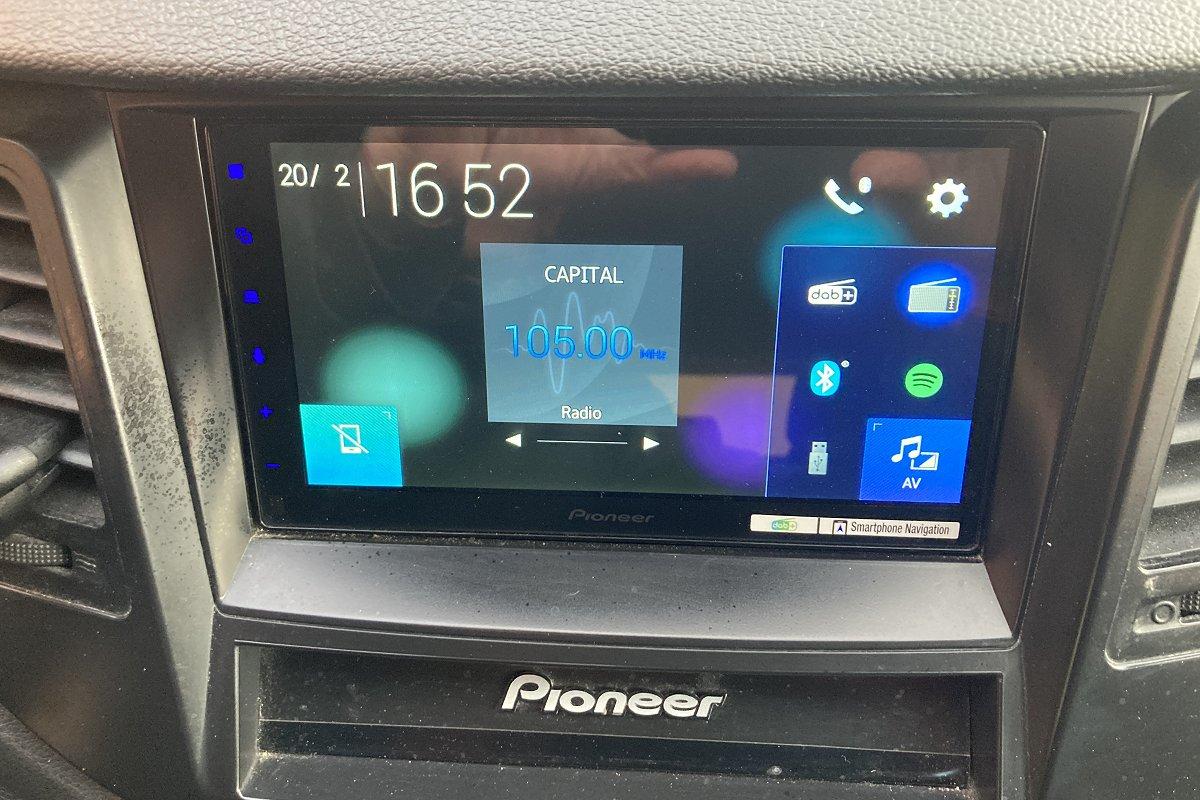 20/ 2 16 52
CAPITAL
105.00 MHz
Radio
dab+
AV
Pioneer
dab+ Smartphone Navigation
Pioneer